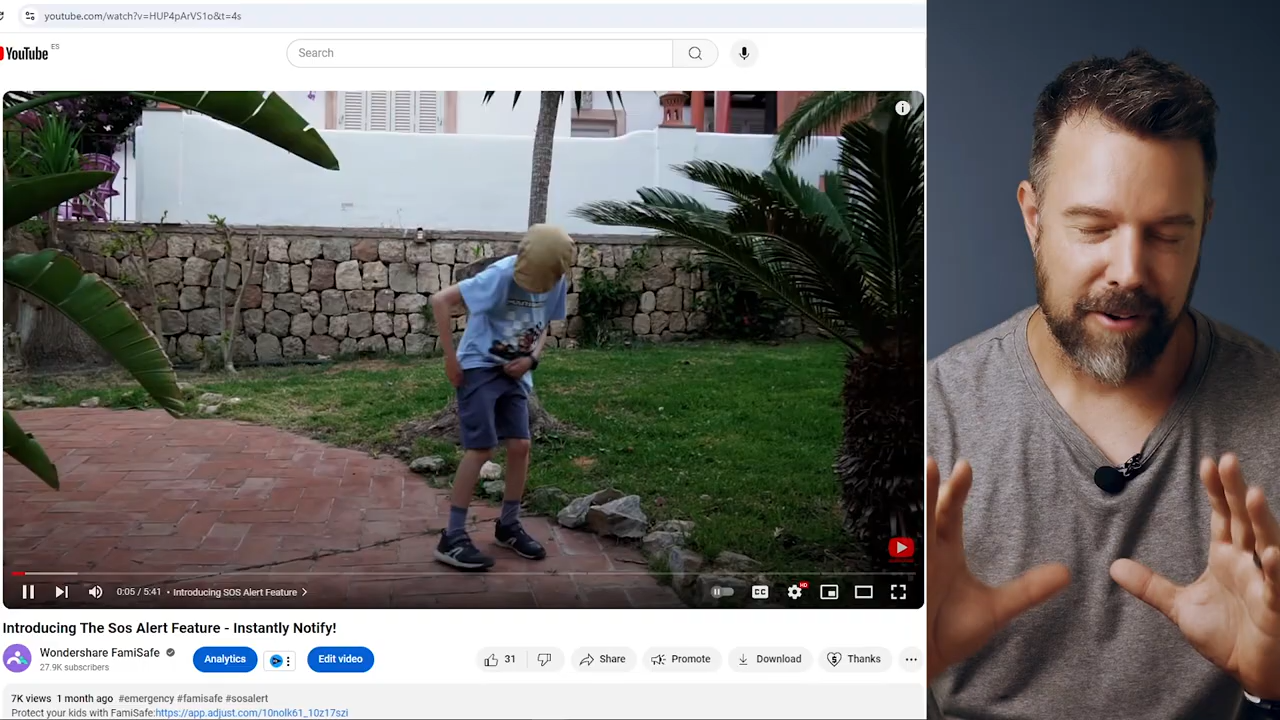 youtube.com/watch?v=HUP4pArVS1o&t=4s
YouTube ES
Search
0:05 / 5:41 • Introducing SOS Alert Feature
CC
HD
Introducing The Sos Alert Feature - Instantly Notify!
Wondershare FamiSafe
27.9K subscribers
Analytics
Edit video
31
Share
Promote
Download
Thanks
7K views 1 month ago #emergency #famisafe #sosalert
Protect your kids with FamiSafe:https://app.adjust.com/10nolk61_10z17szi